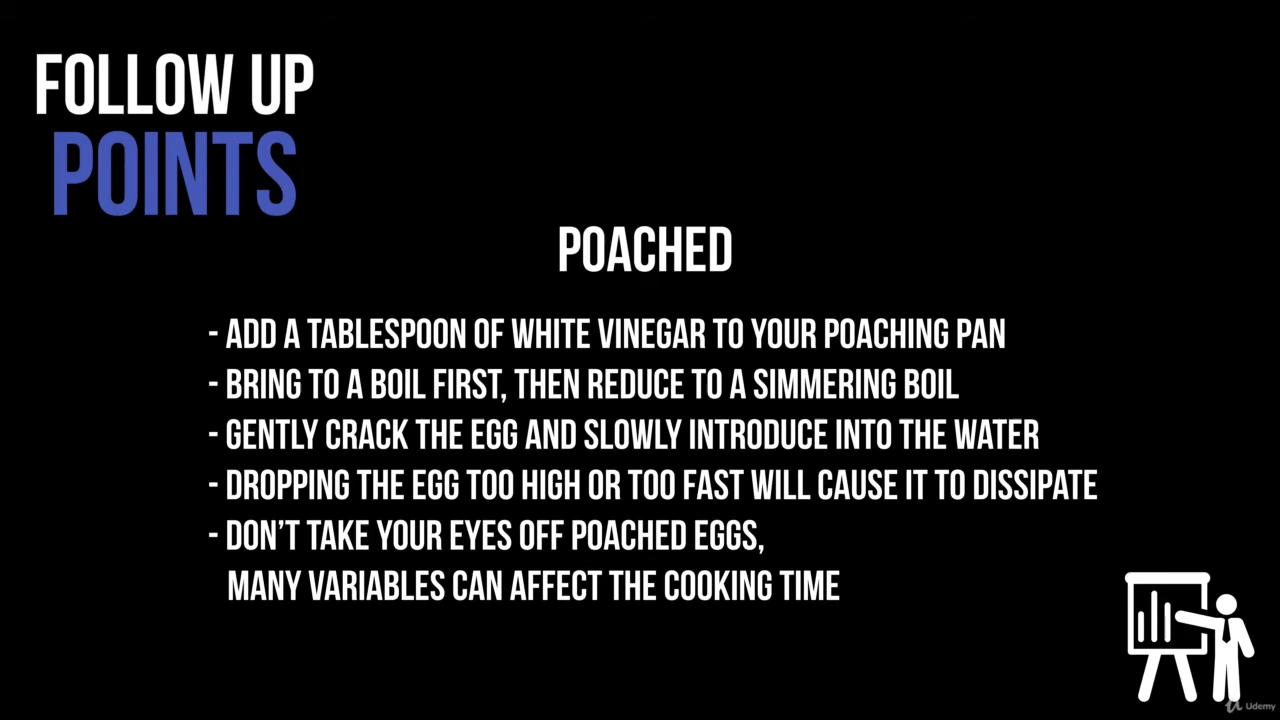 FOLLOW UP
POINTS
POACHED
- ADD A TABLESPOON OF WHITE VINEGAR TO YOUR POACHING PAN
- BRING TO A BOIL FIRST, THEN REDUCE TO A SIMMERING BOIL
- GENTLY CRACK THE EGG AND SLOWLY INTRODUCE INTO THE WATER
- DROPPING THE EGG TOO HIGH OR TOO FAST WILL CAUSE IT TO DISSIPATE
- DON'T TAKE YOUR EYES OFF POACHED EGGS,
MANY VARIABLES CAN AFFECT THE COOKING TIME
Udemy